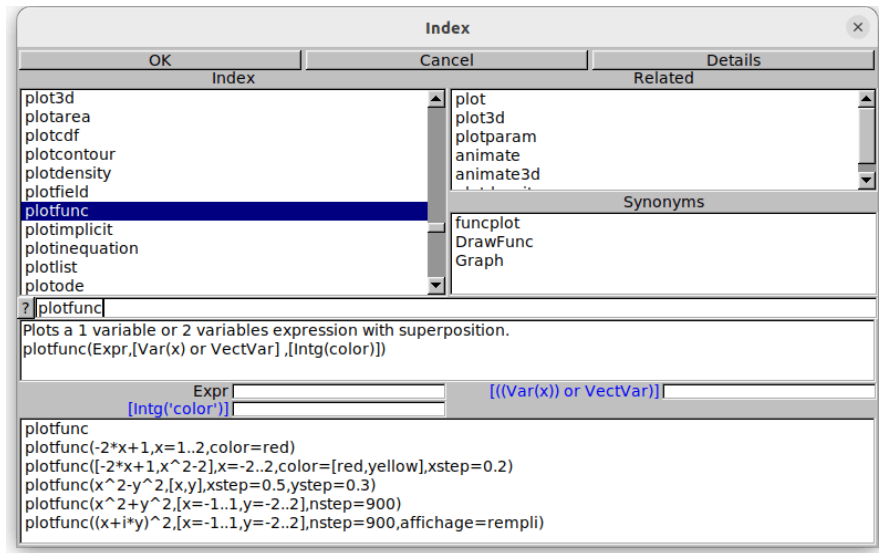 Index
×
OK
Cancel
Details
Index
Related
plot3d
plotarea
plotcdf
plotcontour
plotdensity
plotfield
plotfunc
plotimplicit
plotinequation
plotlist
plotode
plot
plot3d
plotparam
animate
animate3d
Synonyms
funcplot
DrawFunc
Graph
? plotfunc
Plots a 1 variable or 2 variables expression with superposition.
plotfunc(Expr,[Var(x) or VectVar] ,[Intg(color)])
Expr
[((Var(x)) or VectVar)]
[Intg('color')]
plotfunc
plotfunc(-2*x+1,x=1..2,color=red)
plotfunc([-2*x+1,x^2-2],x=-2..2,color=[red,yellow],xstep=0.2)
plotfunc(x^2-y^2,[x,y],xstep=0.5,ystep=0.3)
plotfunc(x^2+y^2,[x=-1..1,y=-2..2],nstep=900)
plotfunc((x+i*y)^2,[x=-1..1,y=-2..2],nstep=900,affichage=rempli)